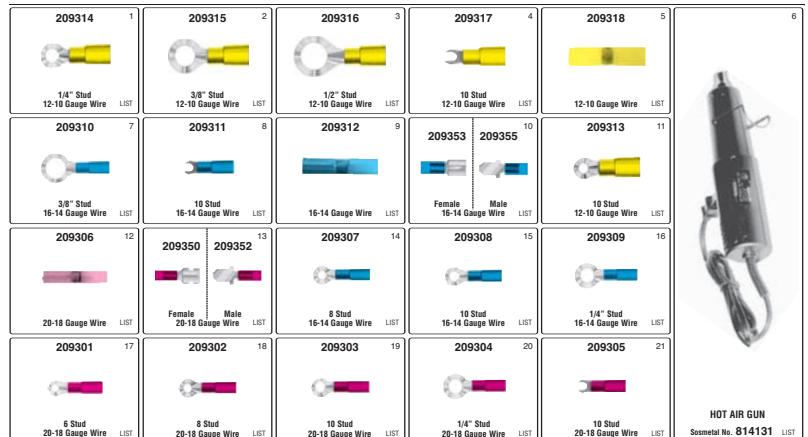 209314 1
1/4" Stud
12-10 Gauge Wire LIST
209315 2
3/8" Stud
12-10 Gauge Wire LIST
209316 3
1/2" Stud
12-10 Gauge Wire LIST
209317 4
10 Stud
12-10 Gauge Wire LIST
209318 5
12-10 Gauge Wire LIST
6
HOT AIR GUN
Sosmetal No. 814131 LIST
209310 7
3/8" Stud
16-14 Gauge Wire LIST
209311 8
10 Stud
16-14 Gauge Wire LIST
209312 9
16-14 Gauge Wire LIST
10
209353 209355
Female Male
16-14 Gauge Wire LIST
209313 11
10 Stud
12-10 Gauge Wire LIST
209306 12
20-18 Gauge Wire LIST
13
209350 209352
Female Male
20-18 Gauge Wire LIST
209307 14
8 Stud
16-14 Gauge Wire LIST
209308 15
10 Stud
16-14 Gauge Wire LIST
209309 16
1/4" Stud
16-14 Gauge Wire LIST
209301 17
6 Stud
20-18 Gauge Wire LIST
209302 18
8 Stud
20-18 Gauge Wire LIST
209303 19
10 Stud
20-18 Gauge Wire LIST
209304 20
1/4" Stud
20-18 Gauge Wire LIST
209305 21
10 Stud
20-18 Gauge Wire LIST